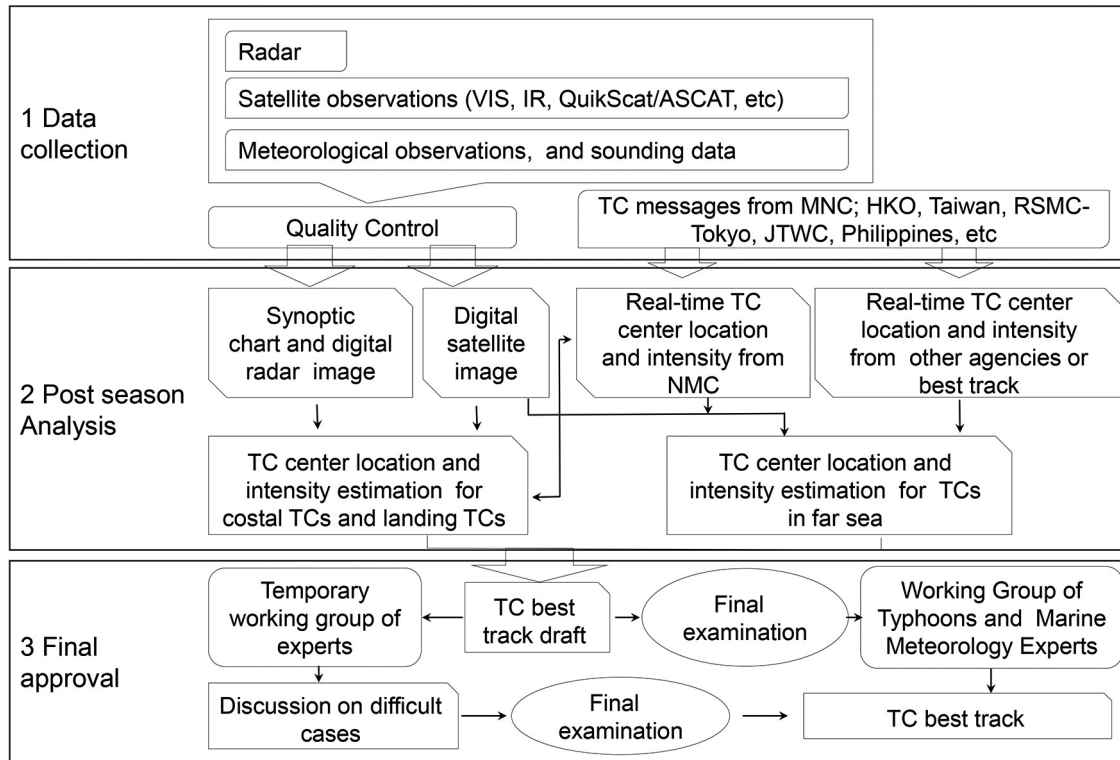 1 Data
collection
Radar
Satellite observations (VIS, IR, QuikScat/ASCAT, etc)
Meteorological observations, and sounding data
Quality Control
TC messages from MNC; HKO, Taiwan, RSMC-
Tokyo, JTWC, Philippines, etc
2 Post season
Analysis
Synoptic
chart and digital
radar image
Digital
satellite
image
Real-time TC
center location
and intensity from
NMC
Real-time TC center
location and intensity
from other agencies or
best track
TC center location and
intensity estimation for
costal TCs and landing TCs
TC center location and
intensity estimation for TCs
in far sea
3 Final
approval
Temporary
working group of
experts
TC best
track draft
Final
examination
Working Group of
Typhoons and Marine
Meteorology Experts
Discussion on difficult
cases
Final
examination
TC best track